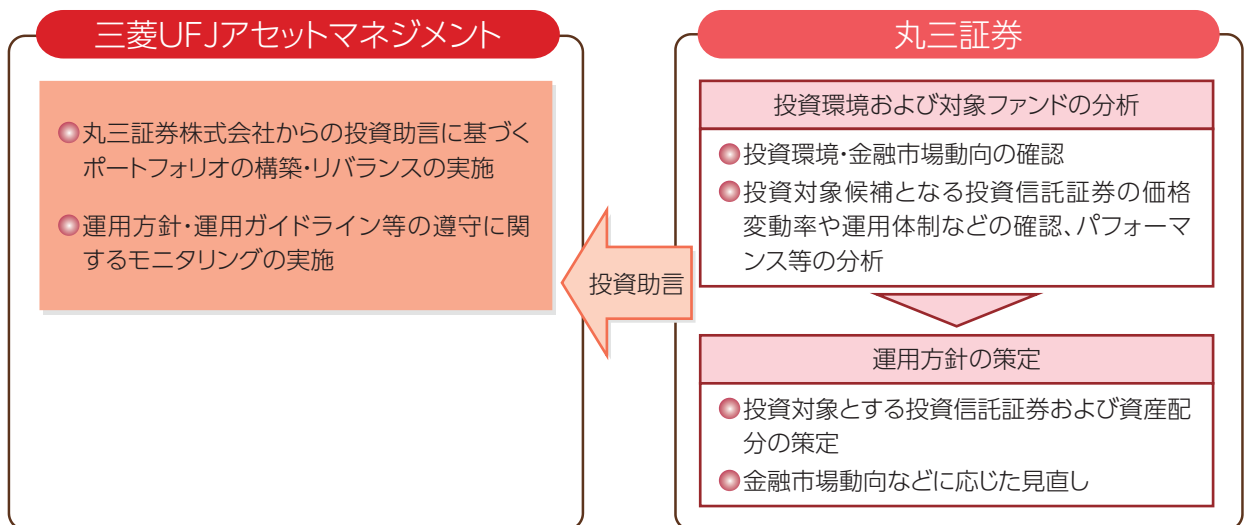 三菱UFJアセットマネジメント
●丸三証券株式会社からの投資助言に基づく
ポートフォリオの構築・リバランスの実施
●運用方針・運用ガイドライン等の遵守に関
するモニタリングの実施
投資助言
丸三証券
投資環境および対象ファンドの分析
●投資環境・金融市場動向の確認
●投資対象候補となる投資信託証券の価格
変動率や運用体制などの確認、パフォーマ
ンス等の分析
運用方針の策定
●投資対象とする投資信託証券および資産配
分の策定
●金融市場動向などに応じた見直し